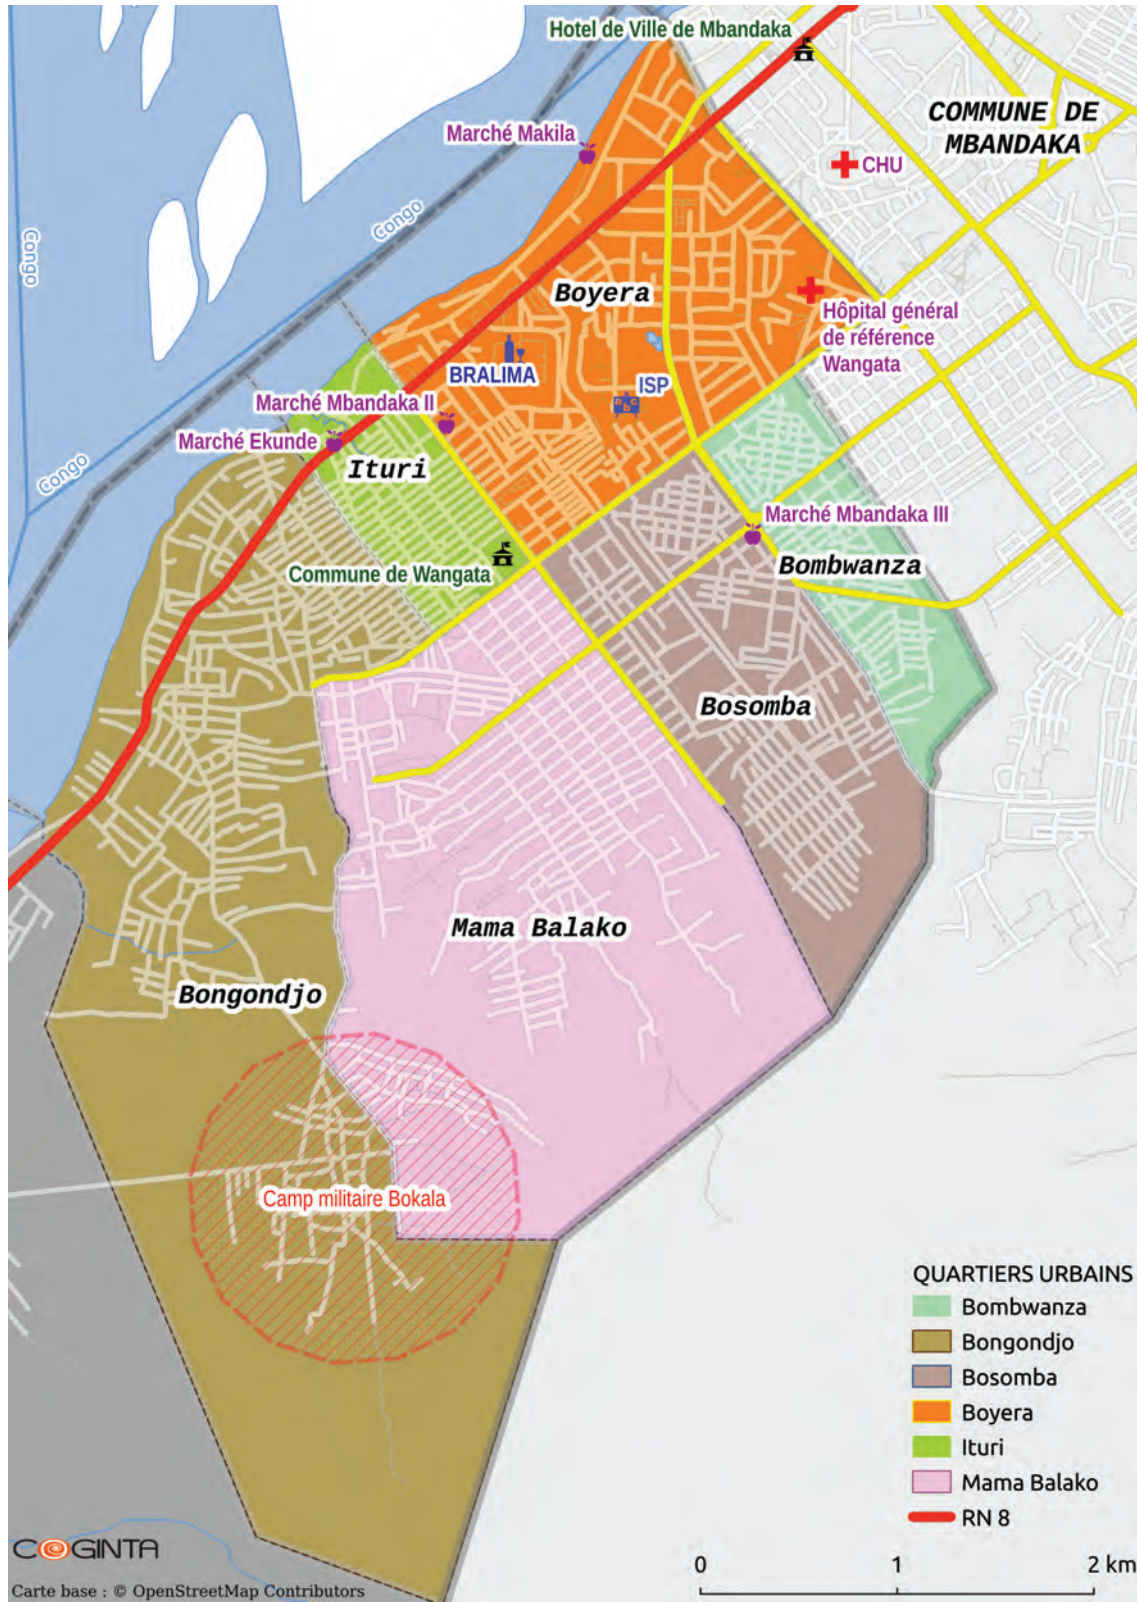 Hotel de Ville de Mbandaka
COMMUNE DE
MBANDAKA
Marché Makila
CHU
Congo
Congo
Boyera
Hôpital général
de référence
Wangata
BRALIMA
ISP
Marché Mbandaka II
Marché Ekunde
Ituri
Congo
Marché Mbandaka III
Commune de Wangata
Bombwanza
Bosomba
Mama Balako
Bongondjo
Camp militaire Bokala
QUARTIERS URBAINS
Bombwanza
Bongondjo
Bosomba
Boyera
Ituri
Mama Balako
RN 8
COGINTA
0 1 2 km
Carte base : © OpenStreetMap Contributors